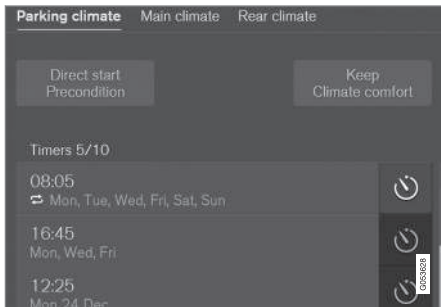 Parking climate Main climate Rear climate
Direct start
Precondition
Keep
Climate comfort
Timers 5/10
08:05
Mon, Tue, Wed, Fri, Sat, Sun
16:45
Mon, Wed, Fri
12:25
Mon 24 Dec
G053628